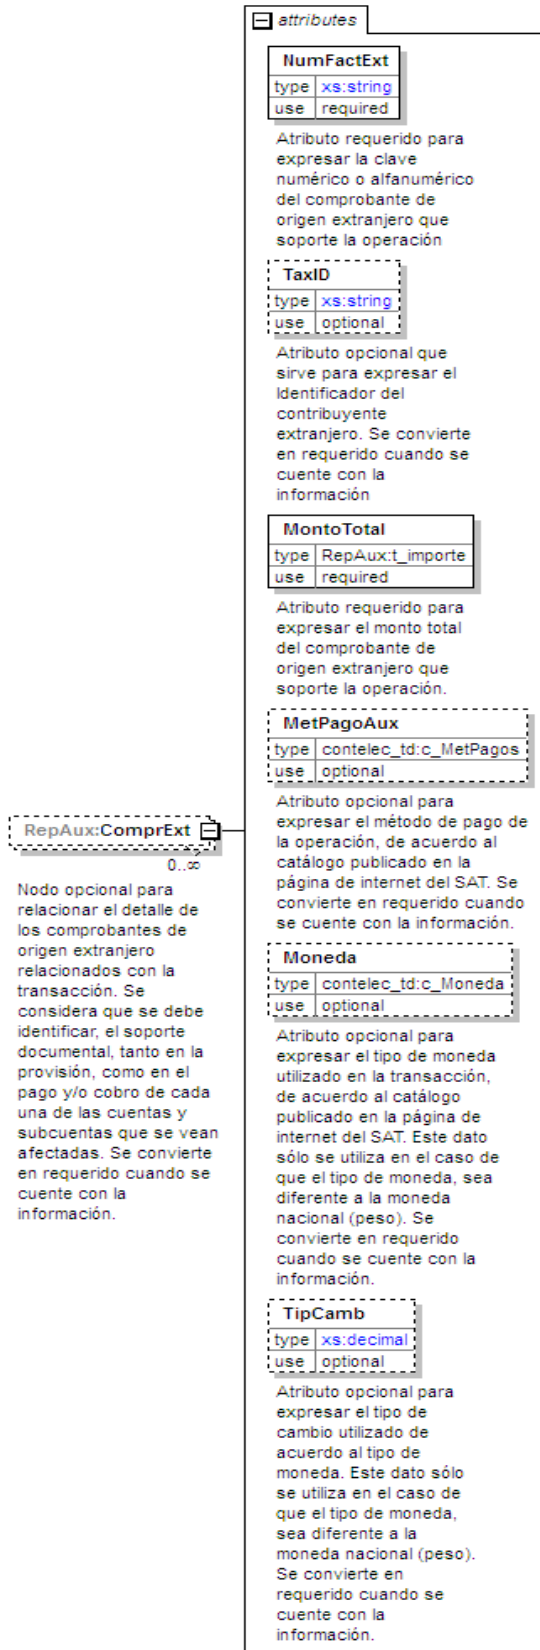 attributes
NumFactExt
type xs:string
use required
Atributo requerido para
expresar la clave
numérico o alfanumérico
del comprobante de
origen extranjero que
soporte la operación
TaxID
type xs:string
use optional
Atributo opcional que
sirve para expresar el
Identificador del
contribuyente
extranjero. Se convierte
en requerido cuando se
cuente con la
información
MontoTotal
type RepAux:t_importe
use required
Atributo requerido para
expresar el monto total
del comprobante de
origen extranjero que
soporte la operación.
MetPagoAux
type contelec_td:c_MetPagos
use optional
Atributo opcional para
expresar el método de pago de
la operación, de acuerdo al
catálogo publicado en la
página de internet del SAT. Se
convierte en requerido cuando
se cuente con la información.
RepAux:ComprExt
0..∞
Nodo opcional para
relacionar el detalle de
los comprobantes de
origen extranjero
relacionados con la
transacción. Se
considera que se debe
identificar, el soporte
documental, tanto en la
provisión, como en el
pago y/o cobro de cada
una de las cuentas y
subcuentas que se vean
afectadas. Se convierte
en requerido cuando se
cuente con la
información.
Moneda
type contelec_td:c_Moneda
use optional
Atributo opcional para
expresar el tipo de moneda
utilizado en la transacción,
de acuerdo al catálogo
publicado en la página de
internet del SAT. Este dato
sólo se utiliza en el caso de
que el tipo de moneda, sea
diferente a la moneda
nacional (peso). Se
convierte en requerido
cuando se cuente con la
información.
TipCamb
type xs:decimal
use optional
Atributo opcional para
expresar el tipo de
cambio utilizado de
acuerdo al tipo de
moneda. Este dato sólo
se utiliza en el caso de
que el tipo de moneda,
sea diferente a la
moneda nacional (peso).
Se convierte en
requerido cuando se
cuente con la
información.